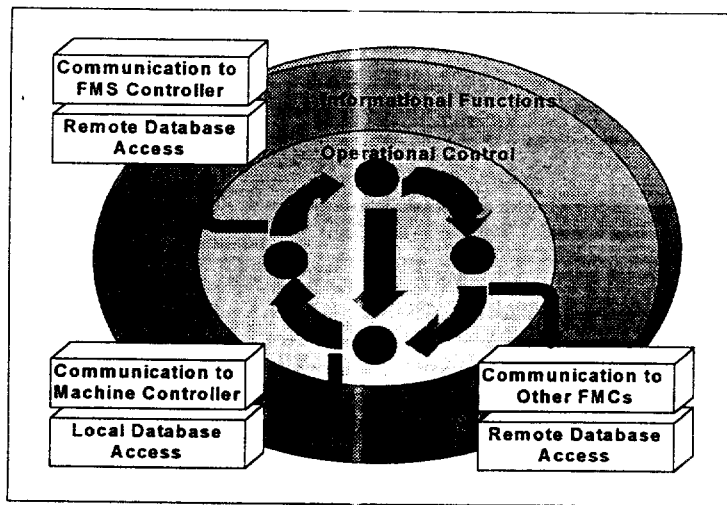 Communication to
FMS Controller
Remote Database
Access
Informational Functions
Operational Control
Communication to
Machine Controller
Local Database
Access
Communication to
Other FMCs
Remote Database
Access